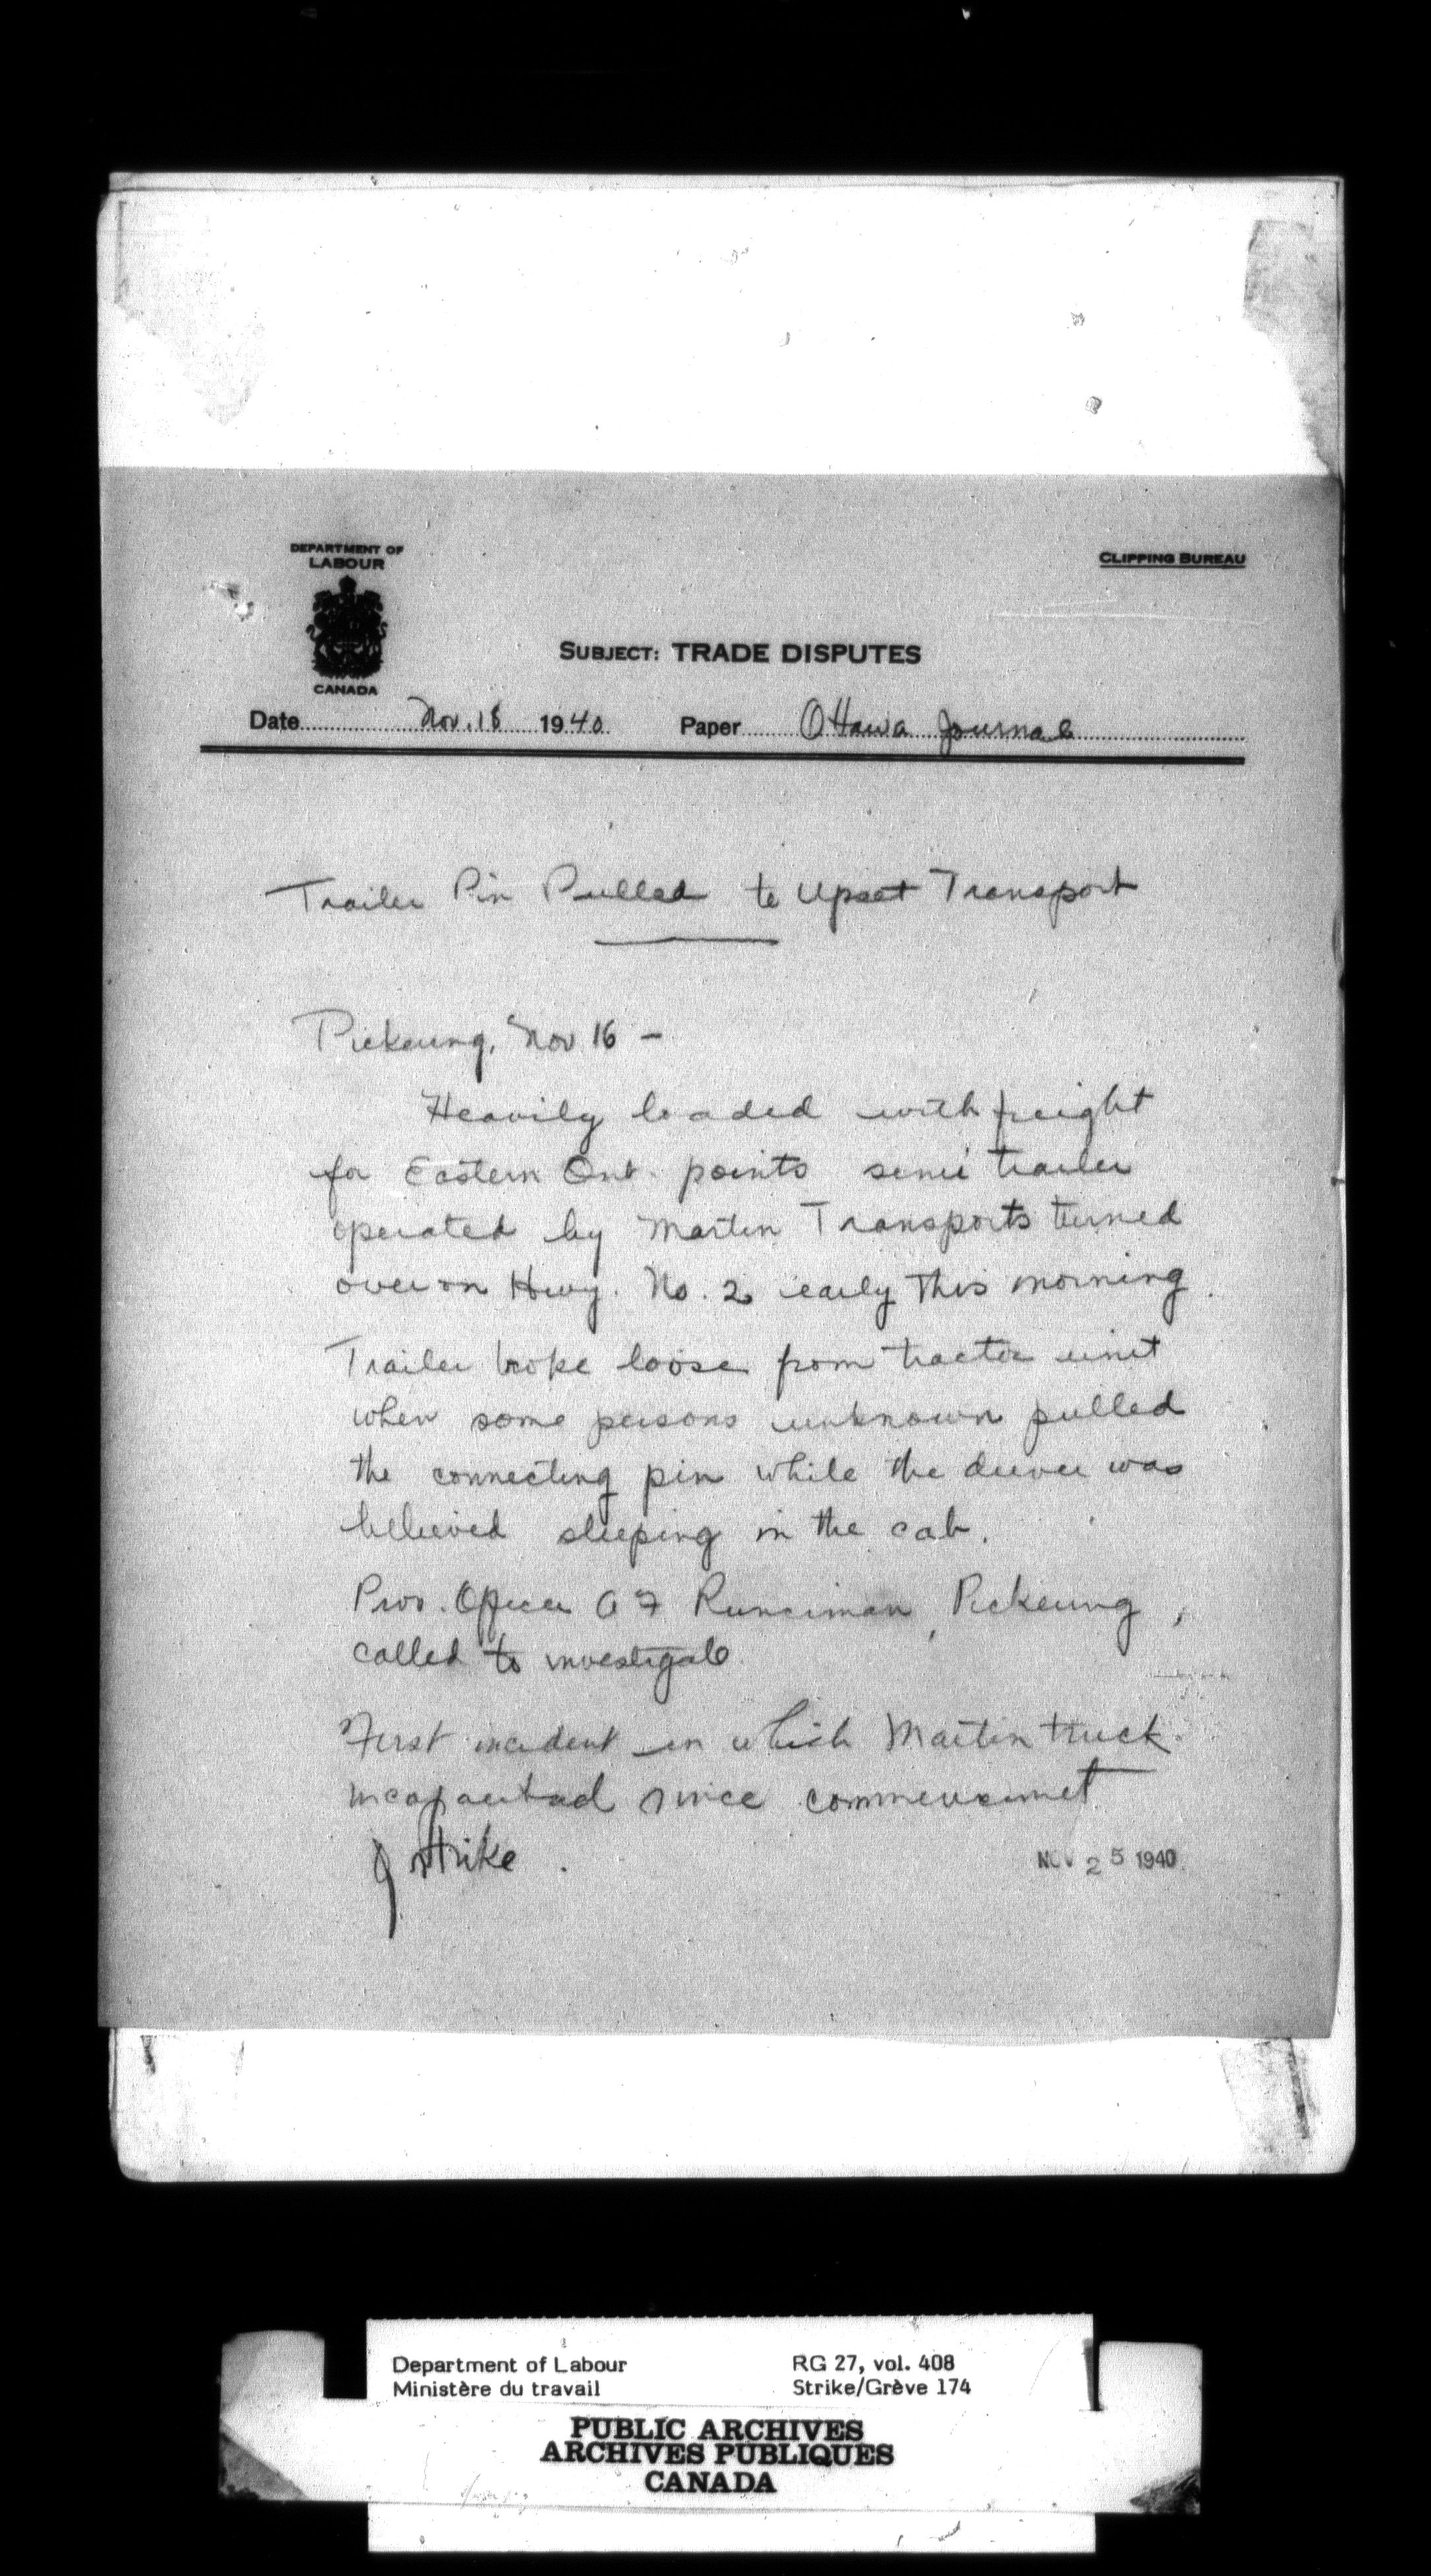 DEPARTMENT OF
LABOUR
CANADA
CLIPPING BUREAU
SUBJECT: TRADE DISPUTES
Date Nov. 18 1940 Paper Ottawa Journal
Trailer Pin Pulled to Upset Transport
Pickering, Nov 16 -
Heavily loaded with freight
for Eastern Ont. points semi trailer
operated by Martin Transports turned
over on Hwy. No. 2 early this morning.
Trailer broke loose from tractor unit
when some persons unknown pulled
the connecting pin while the driver was
believed sleeping in the cab.
Prov. Officer A F Runciman, Pickering,
called to investigate
First incident in which Martin truck
incapacitated since commencement
of strike.
NOV 25 1940
Department of Labour
Ministère du travail
RG 27, vol. 408
Strike/Grève 174
PUBLIC ARCHIVES
ARCHIVES PUBLIQUES
CANADA